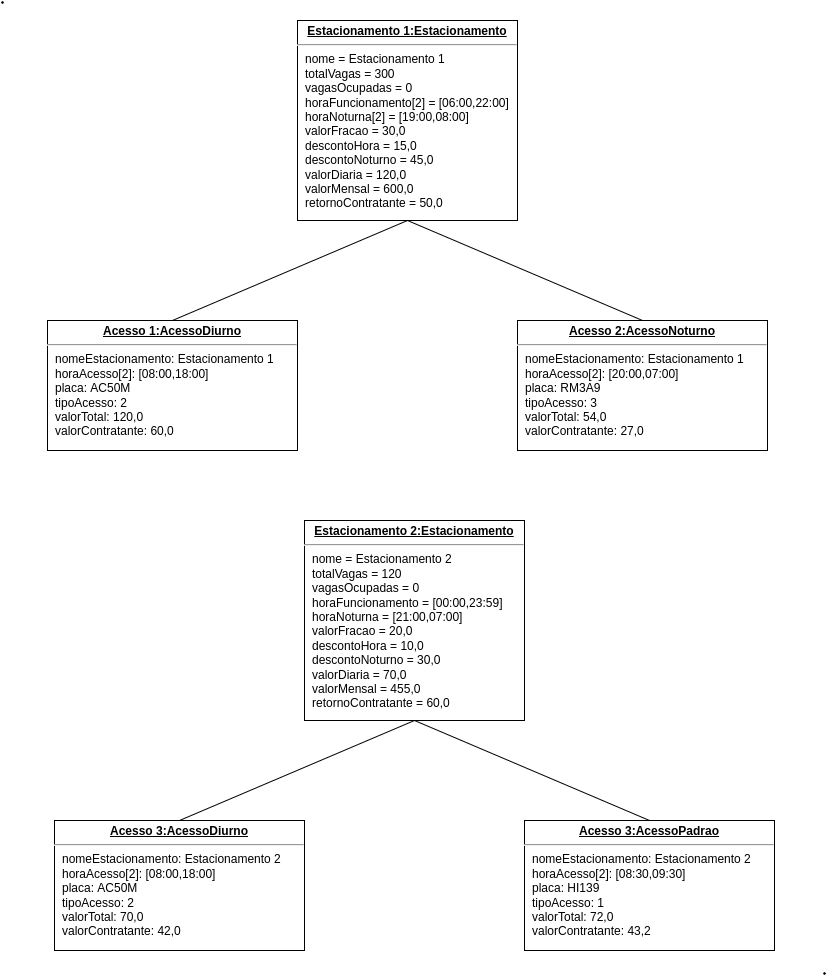 Estacionamento 1:Estacionamento
nome = Estacionamento 1
totalVagas = 300
vagasOcupadas = 0
horaFuncionamento[2] = [06:00,22:00]
horaNoturna[2] = [19:00,08:00]
valorFracao = 30,0
descontoHora = 15,0
descontoNoturno = 45,0
valorDiaria = 120,0
valorMensal = 600,0
retornoContratante = 50,0
Acesso 1:AcessoDiurno
nomeEstacionamento: Estacionamento 1
horaAcesso[2]: [08:00,18:00]
placa: AC50M
tipoAcesso: 2
valorTotal: 120,0
valorContratante: 60,0
Acesso 2:AcessoNoturno
nomeEstacionamento: Estacionamento 1
horaAcesso[2]: [20:00,07:00]
placa: RM3A9
tipoAcesso: 3
valorTotal: 54,0
valorContratante: 27,0
Estacionamento 2:Estacionamento
nome = Estacionamento 2
totalVagas = 120
vagasOcupadas = 0
horaFuncionamento = [00:00,23:59]
horaNoturna = [21:00,07:00]
valorFracao = 20,0
descontoHora = 10,0
descontoNoturno = 30,0
valorDiaria = 70,0
valorMensal = 455,0
retornoContratante = 60,0
Acesso 3:AcessoDiurno
nomeEstacionamento: Estacionamento 2
horaAcesso[2]: [08:00,18:00]
placa: AC50M
tipoAcesso: 2
valorTotal: 70,0
valorContratante: 42,0
Acesso 3:AcessoPadrao
nomeEstacionamento: Estacionamento 2
horaAcesso[2]: [08:30,09:30]
placa: HI139
tipoAcesso: 1
valorTotal: 72,0
valorContratante: 43,2